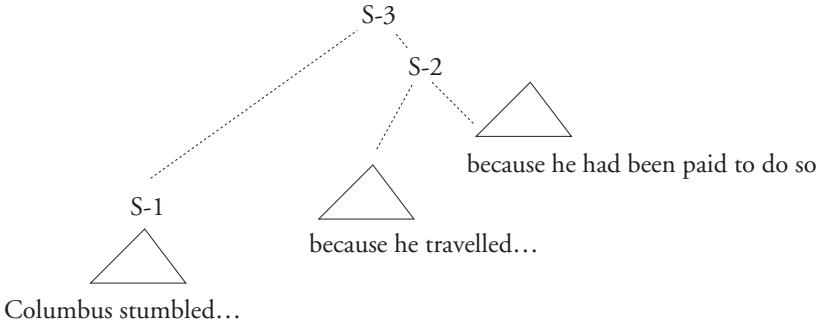 S-3
S-2
because he had been paid to do so
S-1
because he travelled…
Columbus stumbled…